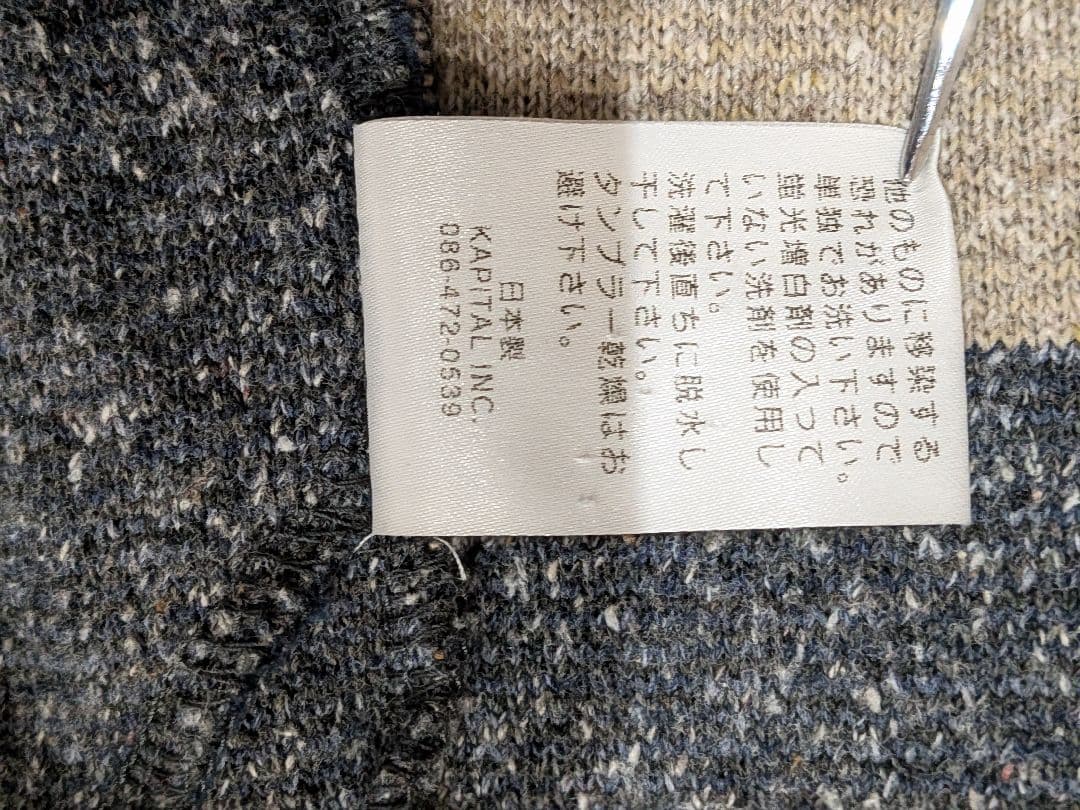 他のものに移染する
恐れがありますので
単独でお洗い下さい。
蛍光増白剤の入って
いない洗剤を使用し
て下さい。
洗濯後直ちに脱水し
干して下さい。
タンブラー乾燥はお
避け下さい。
日本製
KAPITAL INC.
086-472-0539